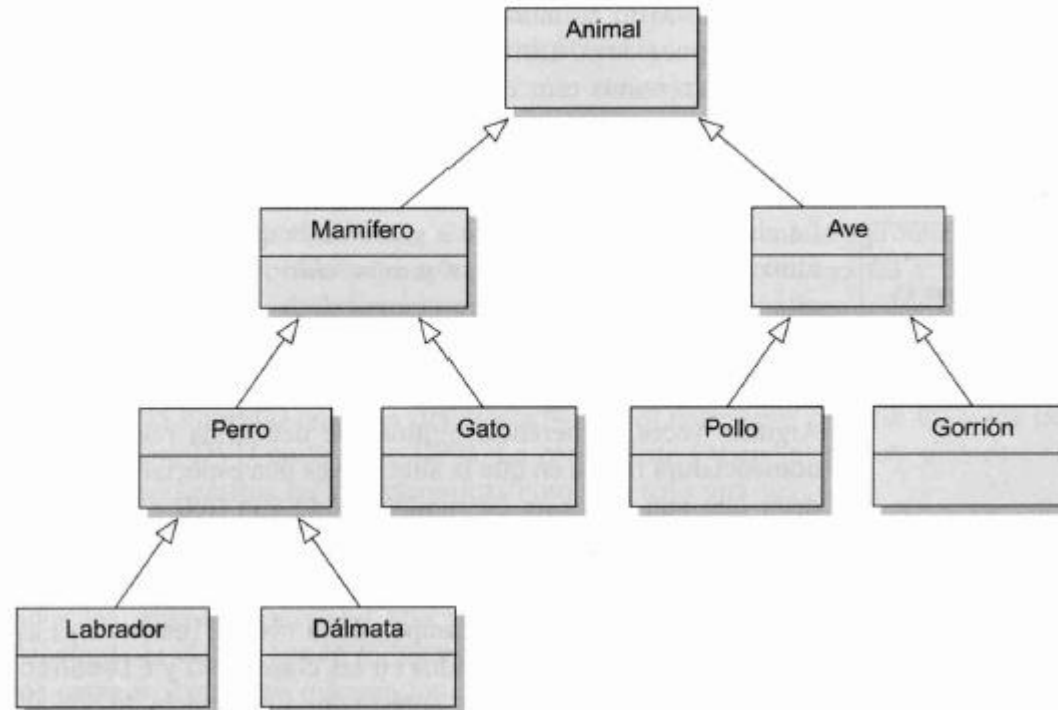 Animal
Mamífero
Ave
Perro
Gato
Pollo
Gorrión
Labrador
Dálmata